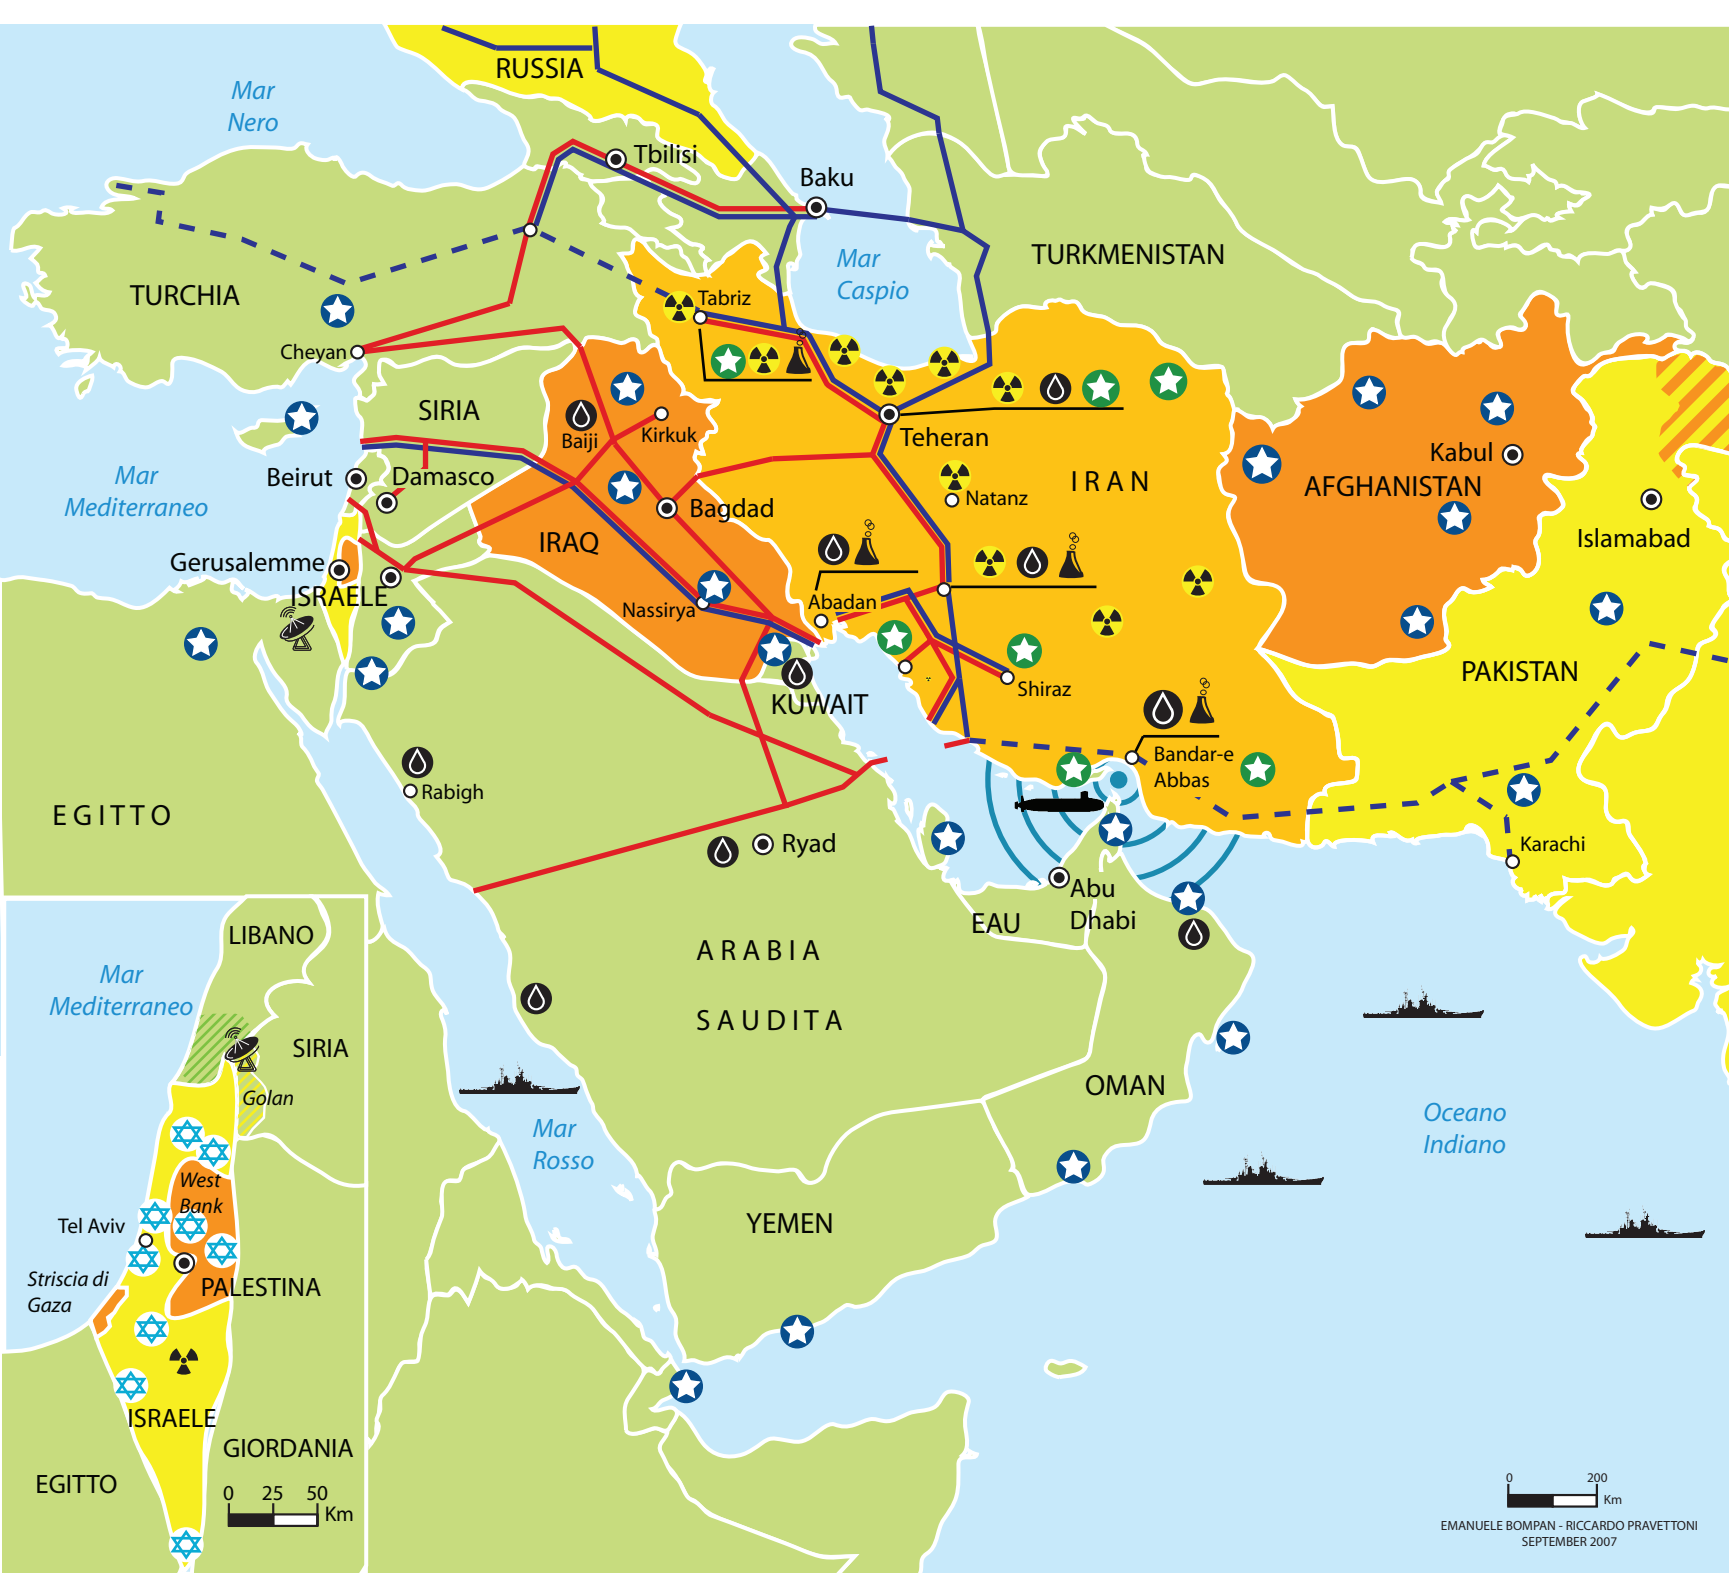 RUSSIA
Mar
Nero
Tbilisi
Baku
TURKMENISTAN
Mar
Caspio
TURCHIA
Tabriz
Cheyan
SIRIA
Baiji
Kirkuk
Teheran
Kabul
Beirut
Damasco
Mar
Mediterraneo
IRAN
AFGHANISTAN
Natanz
Bagdad
IRAQ
Islamabad
Gerusalemme
ISRAELE
Nassirya
Abadan
Shiraz
PAKISTAN
KUWAIT
Bandar-e
Abbas
Rabigh
EGITTO
Ryad
Karachi
Abu
Dhabi
EAU
ARABIA
SAUDITA
OMAN
Mar
Rosso
Oceano
Indiano
YEMEN
LIBANO
Mar
Mediterraneo
SIRIA
Golan
West
Bank
Tel Aviv
Striscia di
Gaza
PALESTINA
ISRAELE
GIORDANIA
EGITTO
0 25 50
Km
0 200
Km
EMANUELE BOMPAN - RICCARDO PRAVETTONI
SEPTEMBER 2007